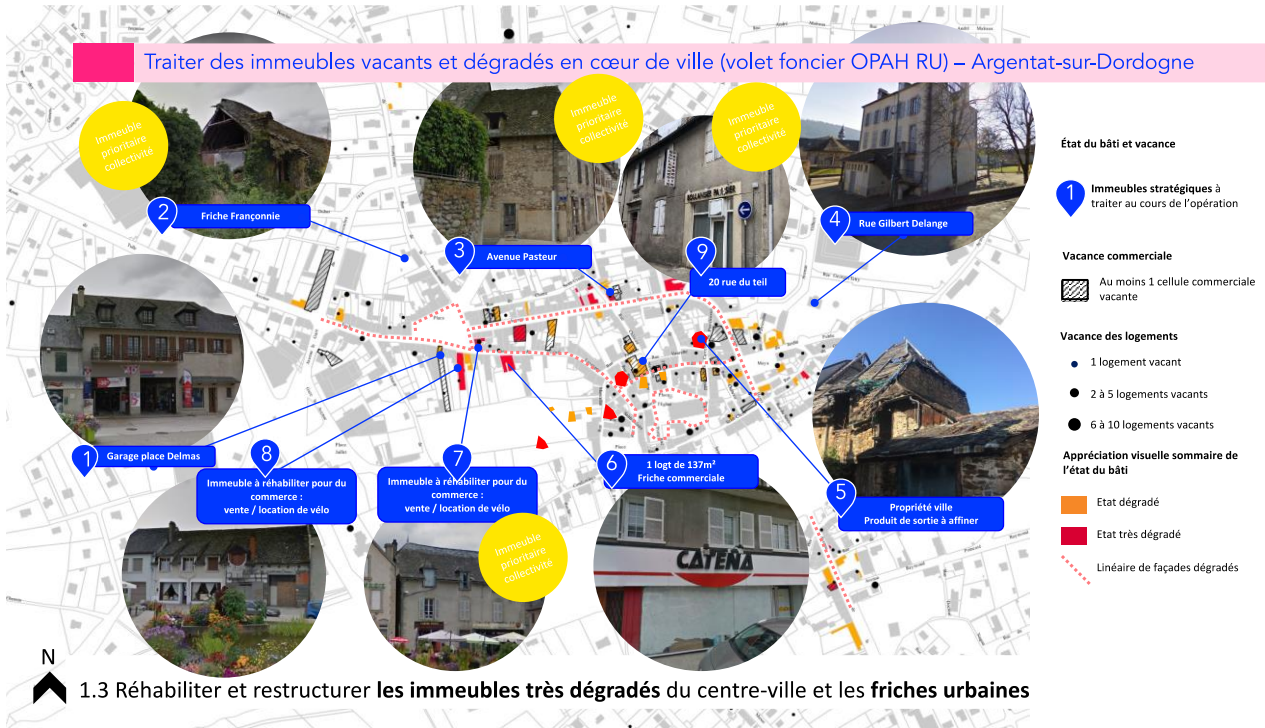 Traiter des immeubles vacants et dégradés en cœur de ville (volet foncier OPAH RU) – Argentat-sur-Dordogne
Immeuble
prioritaire
collectivité
Immeuble
prioritaire
collectivité
Immeuble
prioritaire
collectivité
2
Friche Françonnie
3
Avenue Pasteur
9
20 rue du teil
4
Rue Gilbert Delange
1
Garage place Delmas
8
Immeuble à réhabiliter pour du
commerce :
vente / location de vélo
7
Immeuble à réhabiliter pour du
commerce :
vente / location de vélo
Immeuble
prioritaire
collectivité
6
1 logt de 137m²
Friche commerciale
5
Propriété ville
Produit de sortie à affiner
CATENA
État du bâti et vacance
1
Immeubles stratégiques à
traiter au cours de l'opération
Vacance commerciale
Au moins 1 cellule commerciale
vacante
Vacance des logements
1 logement vacant
2 à 5 logements vacants
6 à 10 logements vacants
Appréciation visuelle sommaire de
l'état du bâti
Etat dégradé
Etat très dégradé
Linéaire de façades dégradés
N
1.3 Réhabiliter et restructurer les immeubles très dégradés du centre-ville et les friches urbaines